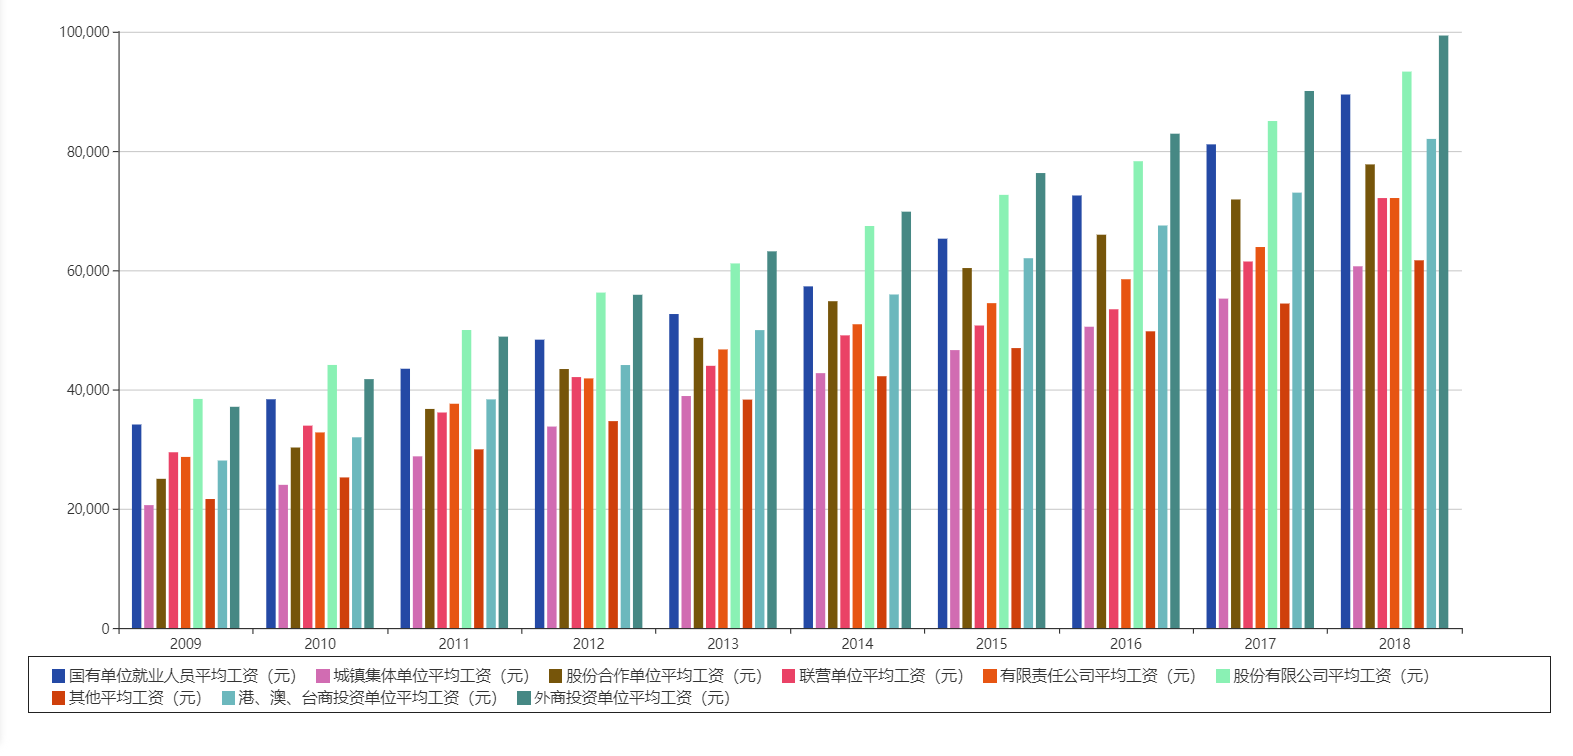 100,000
80,000
60,000
40,000
20,000
0
2009 2010 2011 2012 2013 2014 2015 2016 2017 2018
国有单位就业人员平均工资（元） 城镇集体单位平均工资（元） 股份合作单位平均工资（元） 联营单位平均工资（元） 有限责任公司平均工资（元） 股份有限公司平均工资（元）
其他平均工资（元） 港、澳、台商投资单位平均工资（元） 外商投资单位平均工资（元）